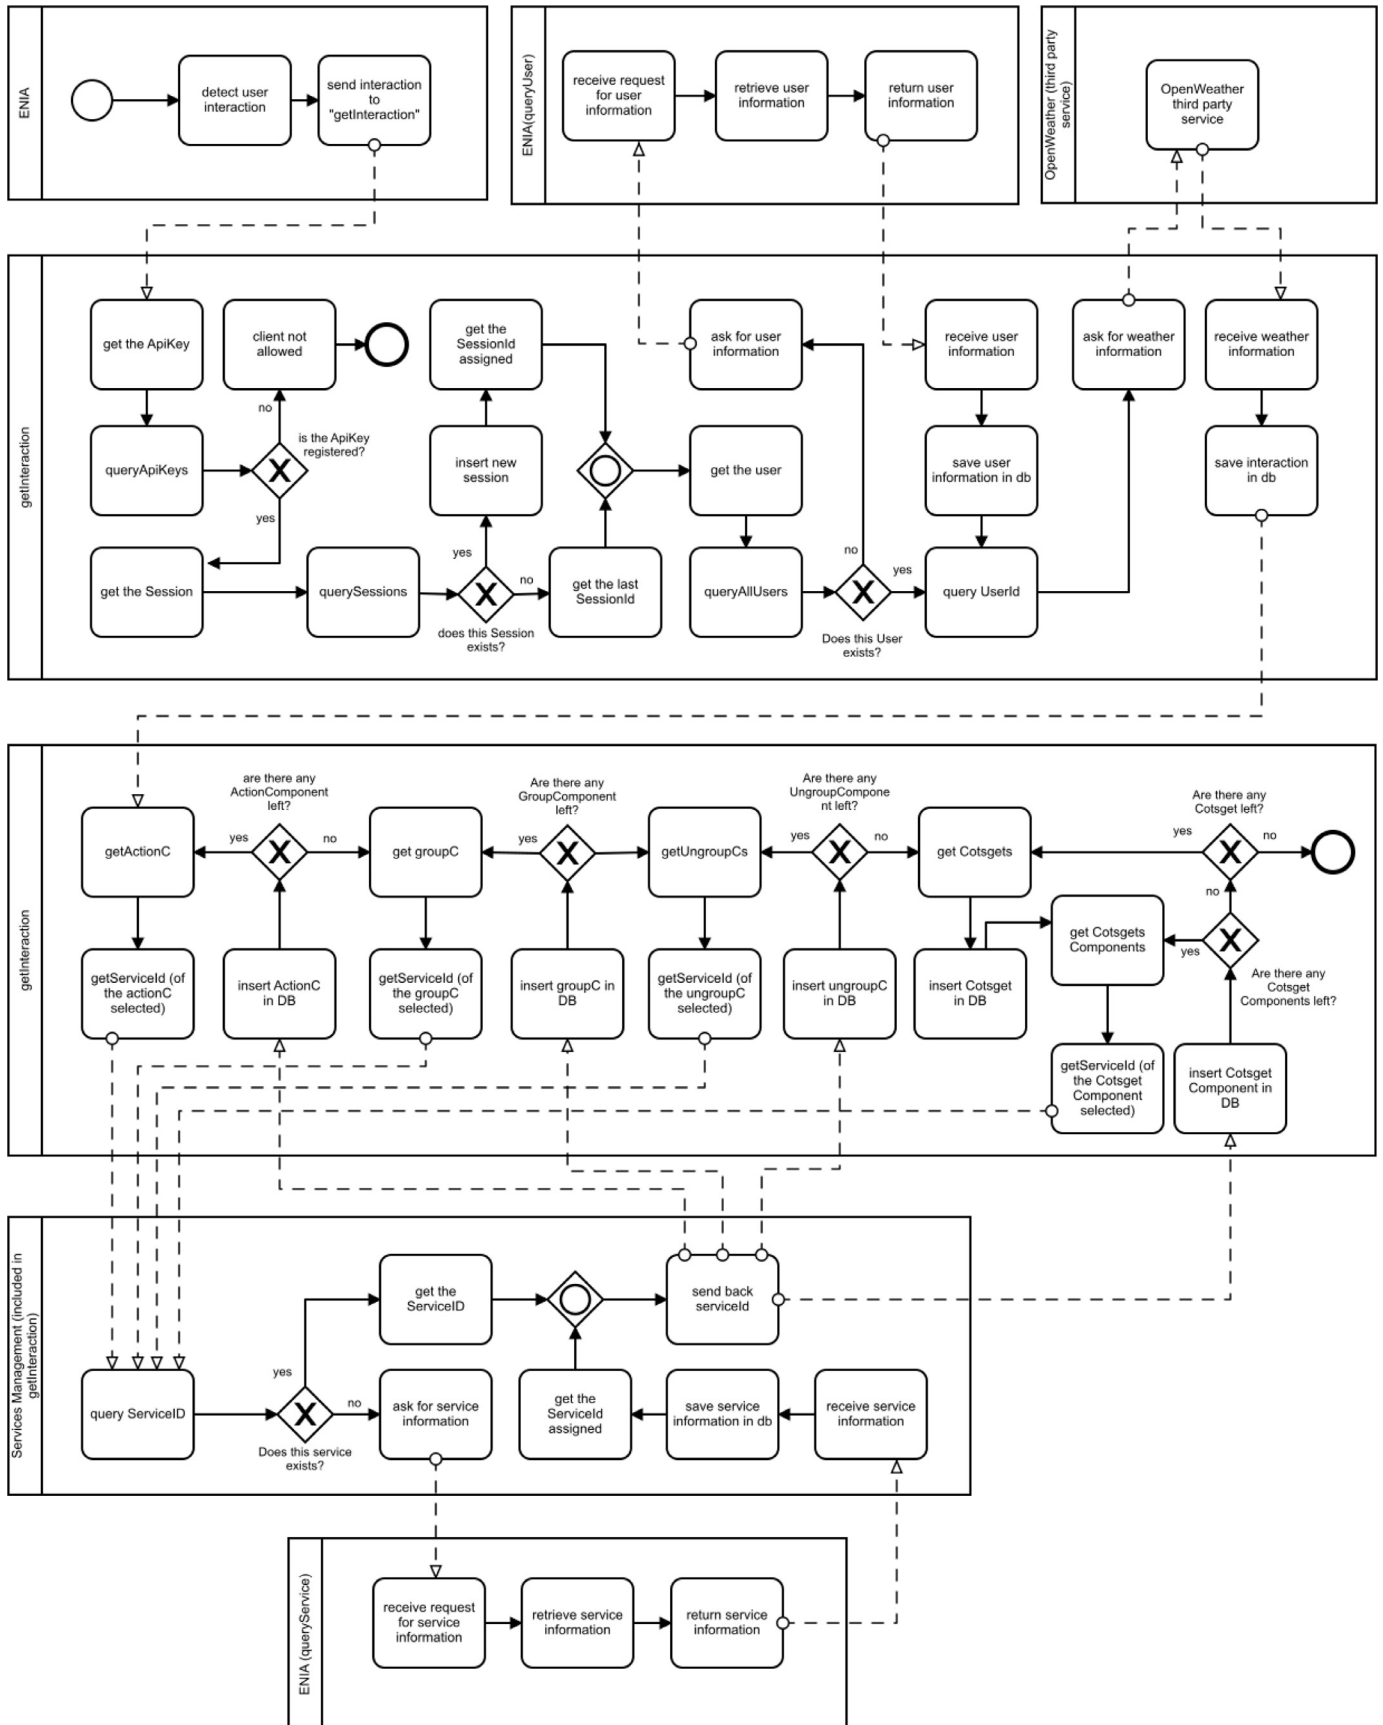 ENIA
detect user
interaction
send interaction
to
"getInteraction"
ENIA(queryUser)
receive request
for user
information
retrieve user
information
return user
information
OpenWeather (third party
service)
OpenWeather
third party
service
getInteraction
get the ApiKey
client not
allowed
get the
SessionId
assigned
ask for user
information
receive user
information
ask for weather
information
receive weather
information
no
is the ApiKey
registered?
queryApiKeys
insert new
session
get the user
save user
information in db
save interaction
in db
yes
yes
no
no
yes
get the Session
querySessions
get the last
SessionId
queryAllUsers
query UserId
does this Session
exists?
Does this User
exists?
getInteraction
are there any
ActionComponent
left?
Are there any
GroupComponent
left?
Are there any
UngroupCompone
nt left?
Are there any
Cotsget left?
getActionC
yes
no
get groupC
yes
getUngroupCs
yes
no
get Cotsgets
yes
no
no
get Cotsgets
Components
yes
Are there any
Cotsget
Components left?
getServiceId (of
the actionC
selected)
insert ActionC
in DB
getServiceId (of
the groupC
selected)
insert groupC in
DB
getServiceId (of
the ungroupC
selected)
insert ungroupC
in DB
insert Cotsget
in DB
getServiceId (of
the Cotsget
Component
selected)
insert Cotsget
Component in
DB
Services Management (included in
getInteraction)
get the
ServiceID
send back
serviceId
yes
no
query ServiceID
Does this service
exists?
ask for service
information
get the
ServiceId
assigned
save service
information in db
receive service
information
ENIA (queryService)
receive request
for service
information
retrieve service
information
return service
information